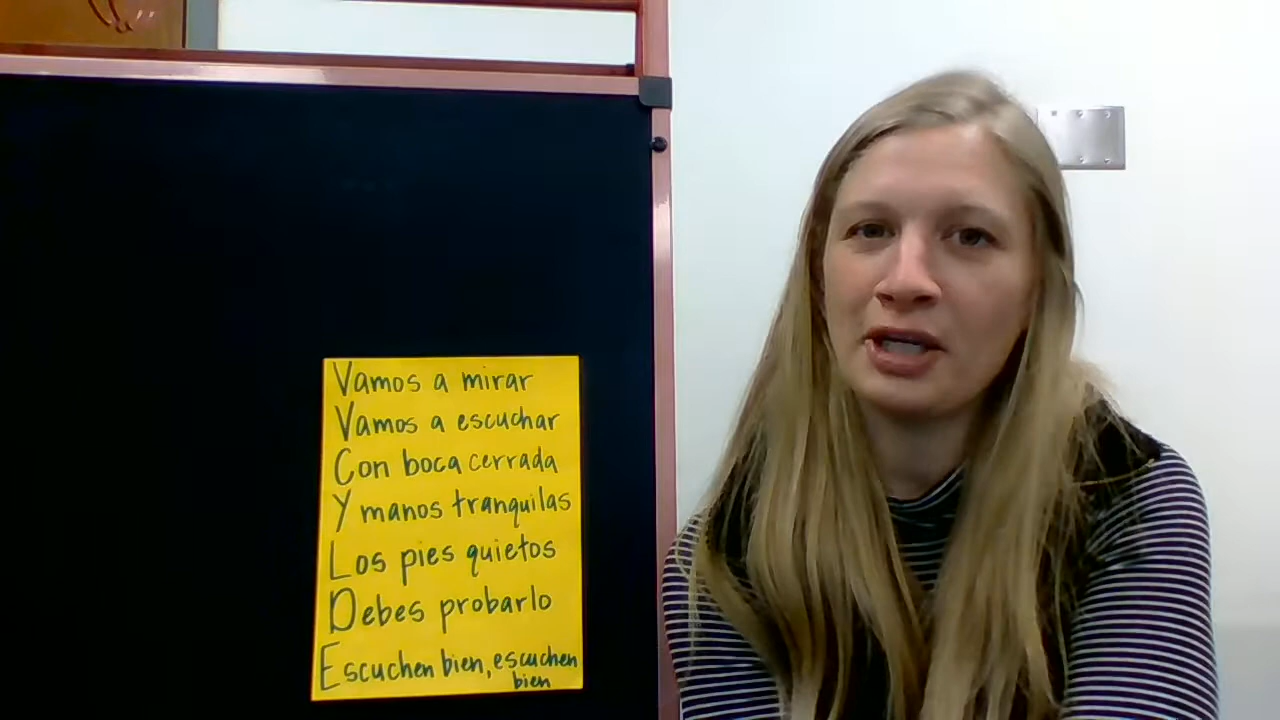 Vamos a mirar
Vamos a escuchar
Con boca cerrada
Y manos tranquilas
Los pies quietos
Debes probarlo
Escuchen bien, escuchen
bien